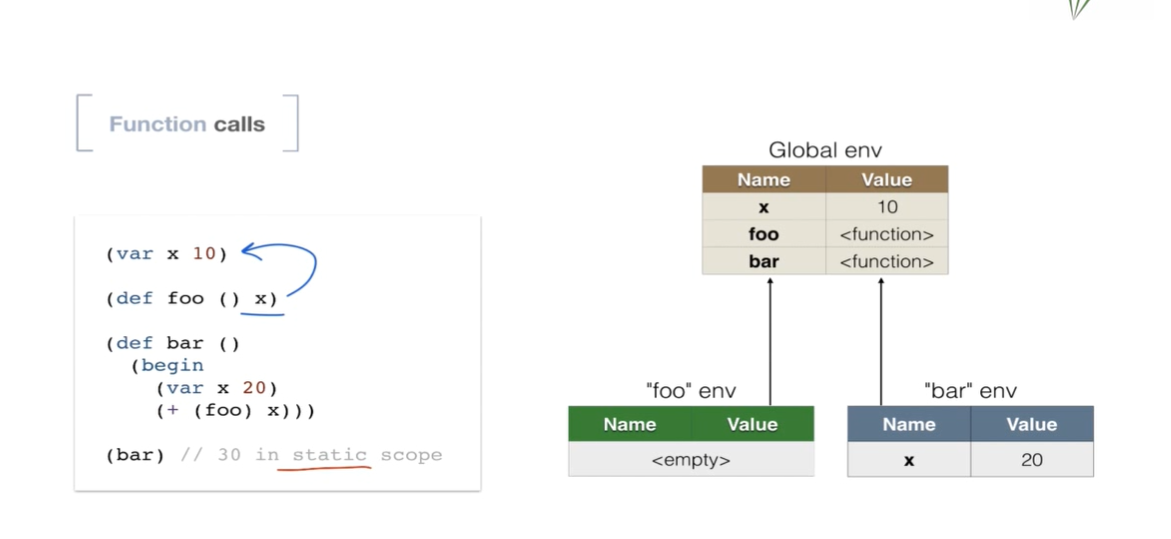 Function calls
(var x 10)
(def foo () x)
(def bar ()
(begin
(var x 20)
(+ (foo) x)))
(bar) // 30 in static scope
Global env
Name Value
x 10
foo <function>
bar <function>
"foo" env
Name Value
<empty>
"bar" env
Name Value
x 20